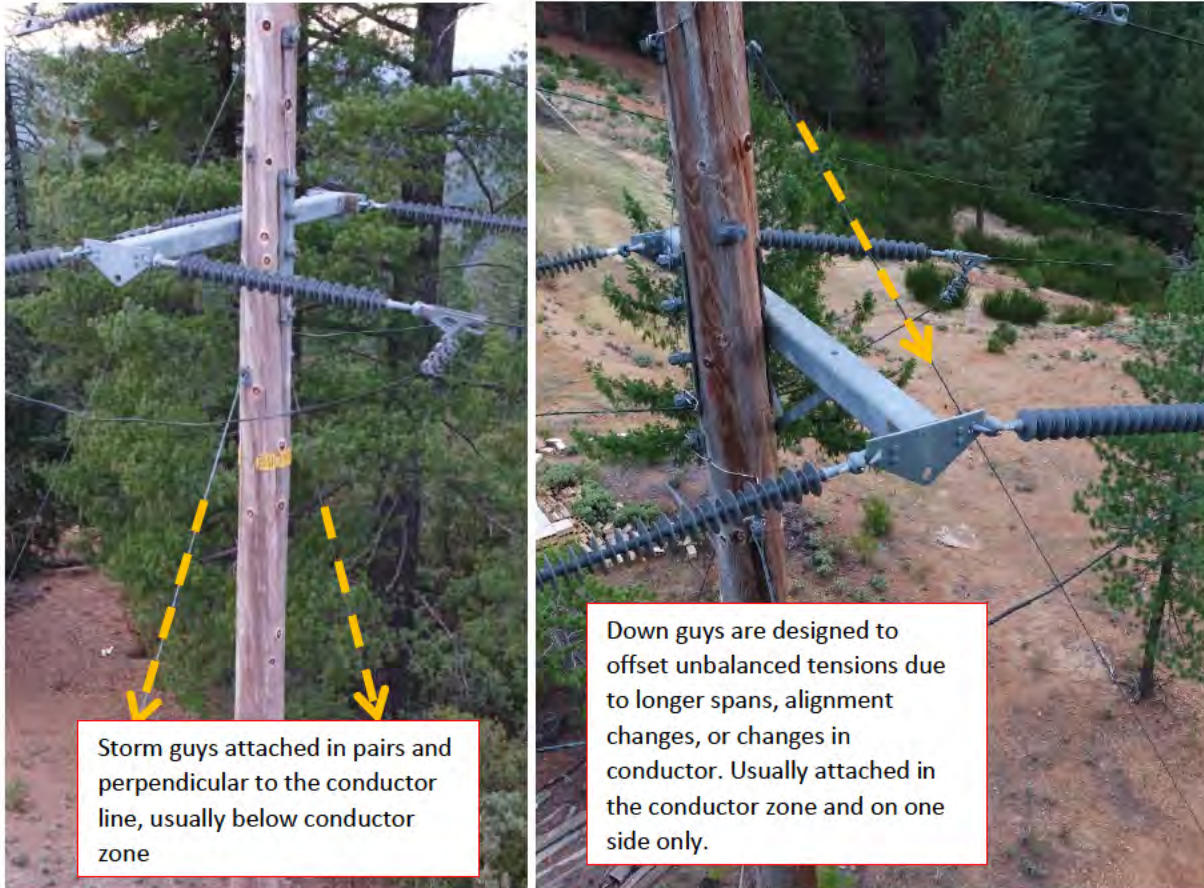 Storm guys attached in pairs and
perpendicular to the conductor
line, usually below conductor
zone
Down guys are designed to
offset unbalanced tensions due
to longer spans, alignment
changes, or changes in
conductor. Usually attached in
the conductor zone and on one
side only.